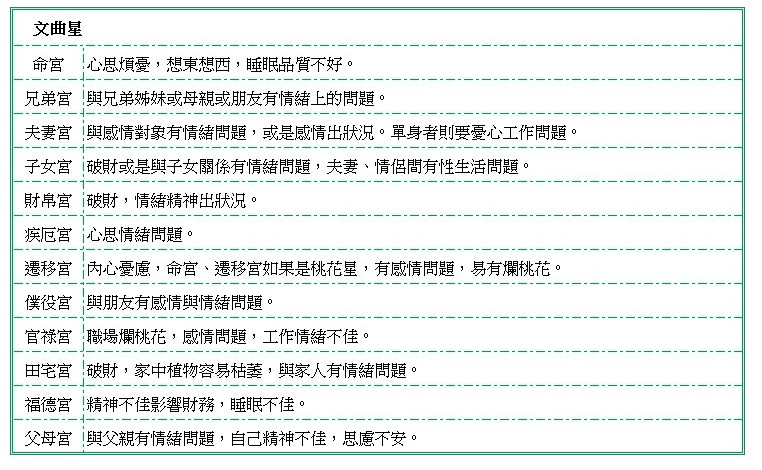 文曲星
命宮 心思煩憂，想東想西，睡眠品質不好。
兄弟宮 與兄弟姊妹或母親或朋友有情緒上的問題。
夫妻宮 與感情對象有情緒問題，或是感情出狀況。單身者則要憂心工作問題。
子女宮 破財或是與子女關係有情緒問題，夫妻、情侶間有性生活問題。
財帛宮 破財，情緒精神出狀況。
疾厄宮 心思情緒問題。
遷移宮 內心憂慮，命宮、遷移宮如果是桃花星，有感情問題，易有爛桃花。
僕役宮 與朋友有感情與情緒問題。
官祿宮 職場爛桃花，感情問題，工作情緒不佳。
田宅宮 破財，家中植物容易枯萎，與家人有情緒問題。
福德宮 精神不佳影響財務，睡眠不佳。
父母宮 與父親有情緒問題，自己精神不佳，思慮不安。